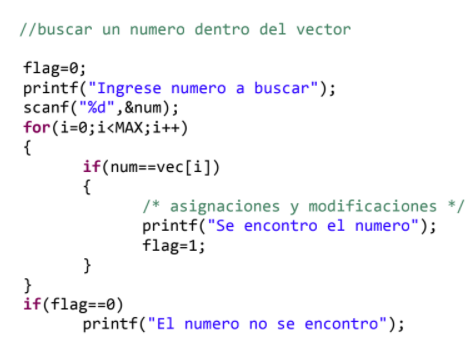 //buscar un numero dentro del vector
flag=0;
printf("Ingrese numero a buscar");
scanf("%d",&num);
for(i=0;i<MAX;i++)
{
if(num==vec[i])
{
/* asignaciones y modificaciones */
printf("Se encontro el numero");
flag=1;
}
}
if(flag==0)
printf("El numero no se encontro");